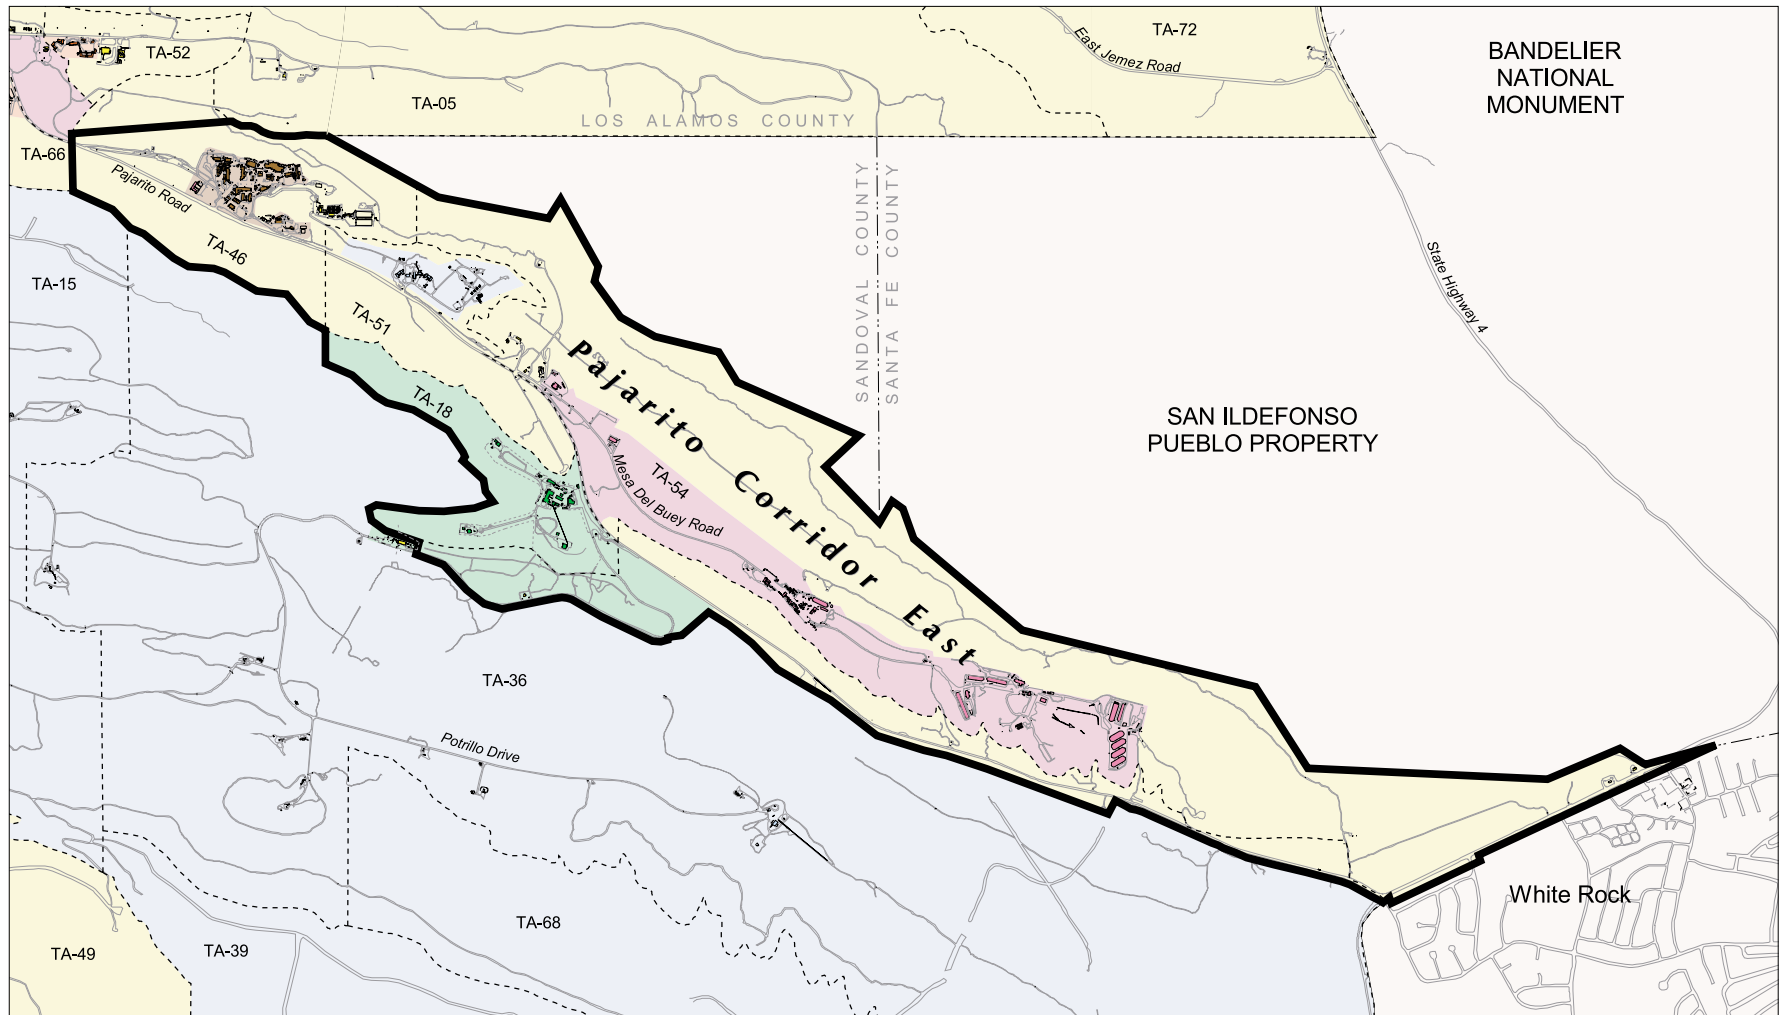 TA-72
East Jemez Road
BANDELIER
NATIONAL
MONUMENT
TA-52
TA-05
LOS ALAMOS COUNTY
TA-66
Pajarito Road
SANDOVAL COUNTY
SANTA FE COUNTY
TA-46
TA-15
State Highway 4
TA-51
Pajarito Corridor East
TA-18
SAN ILDEFONSO
PUEBLO PROPERTY
TA-54
Mesa Del Buey Road
TA-36
Potrillo Drive
White Rock
TA-68
TA-39
TA-49